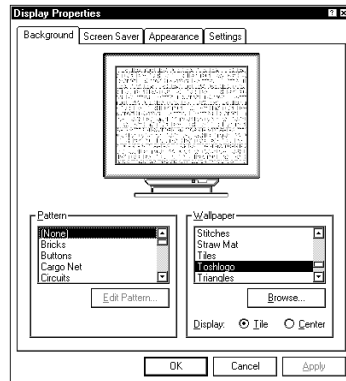 Display Properties
Background Screen Saver Appearance Settings
Pattern
(None)
Bricks
Buttons
Cargo Net
Circuits
Edit Pattern...
Wallpaper
Stitches
Straw Mat
Tiles
Toshlogo
Triangles
Browse...
Display: Tile Center
OK Cancel Apply